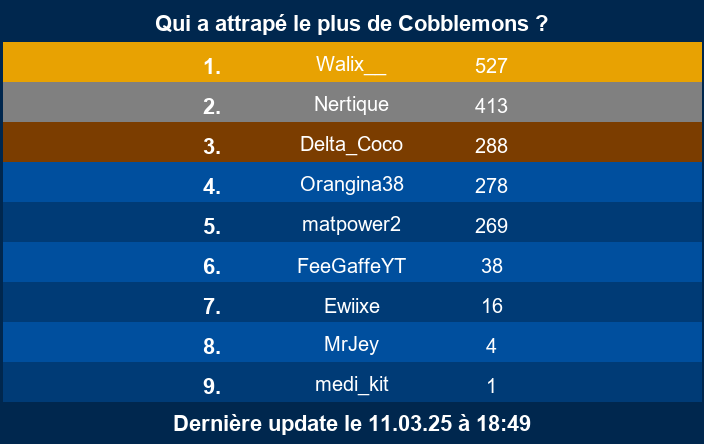 Qui a attrapé le plus de Cobblemons ?
1. Walix__ 527
2. Nertique 413
3. Delta_Coco 288
4. Orangina38 278
5. matpower2 269
6. FeeGaffeYT 38
7. Ewiixe 16
8. MrJey 4
9. medi_kit 1
Dernière update le 11.03.25 à 18:49